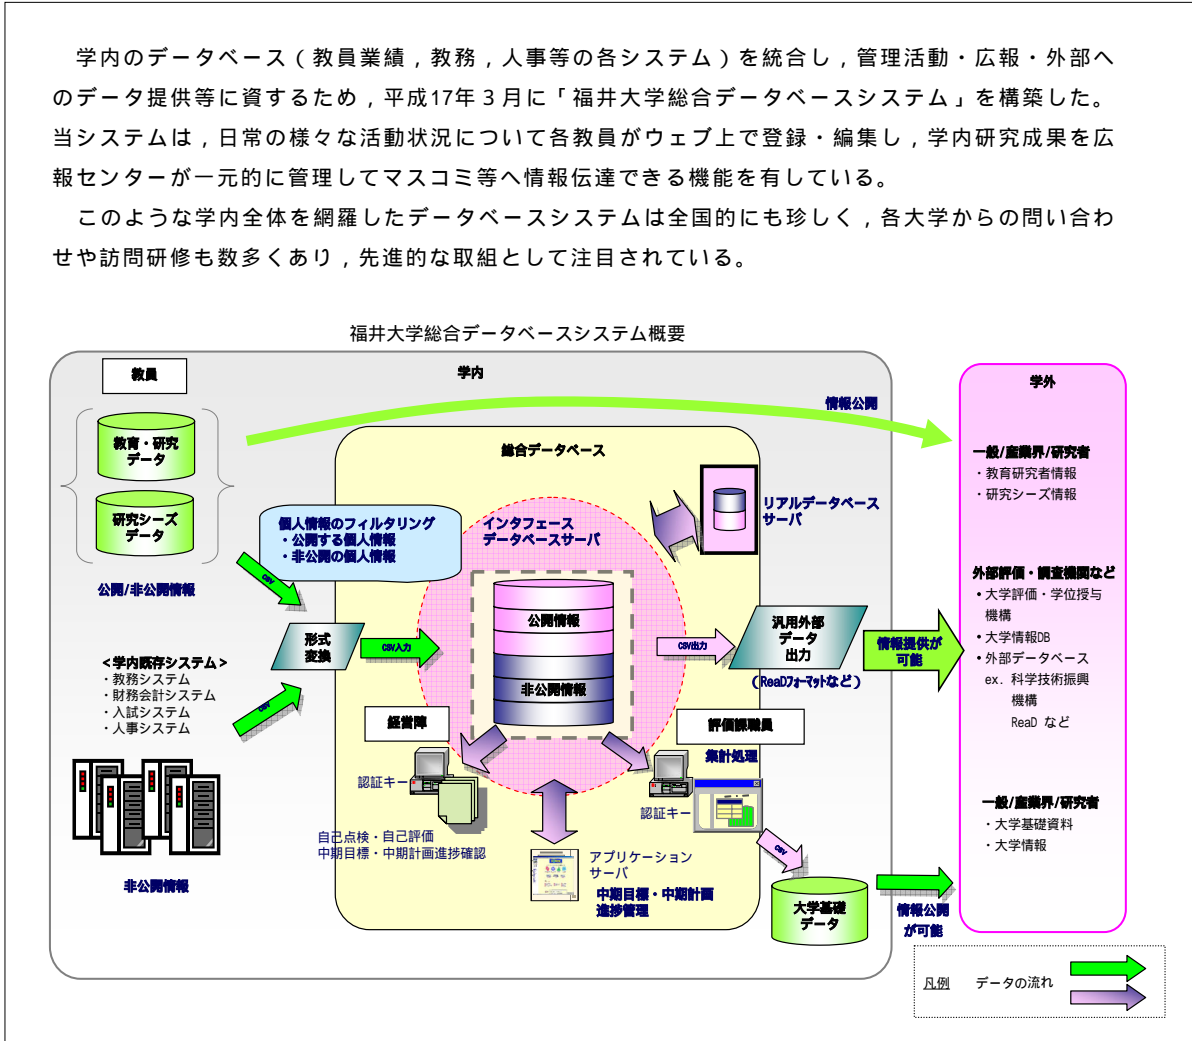 学内のデータベース（教員業績，教務，人事等の各システム）を統合し，管理活動・広報・外部へ
のデータ提供等に資するため，平成17年３月に「福井大学総合データベースシステム」を構築した。
当システムは，日常の様々な活動状況について各教員がウェブ上で登録・編集し，学内研究成果を広
報センターが一元的に管理してマスコミ等へ情報伝達できる機能を有している。
このような学内全体を網羅したデータベースシステムは全国的にも珍しく，各大学からの問い合わ
せや訪問研修も数多くあり，先進的な取組として注目されている。
福井大学総合データベースシステム概要
教員
学内
情報公開
教育・研究
データ
研究シーズ
データ
公開/非公開情報
CSV
＜学内既存システム＞
・教務システム
・財務会計システム
・入試システム
・人事システム
CSV
非公開情報
総合データベース
個人情報のフィルタリング
・公開する個人情報
・非公開の個人情報
形式
変換
CSV入力
インタフェース
データベースサーバ
公開情報
非公開情報
リアルデータベース
サーバ
CSV出力
汎用外部
データ
出力
（ReaDフォーマットなど）
情報提供が
可能
経営陣
認証キー
自己点検・自己評価
中期目標・中期計画進捗確認
アプリケーション
サーバ
中期目標・中期計画
進捗管理
評価課職員
集計処理
認証キー
CSV
大学基礎
データ
情報公開
が可能
学外
一般/産業界/研究者
・教育研究者情報
・研究シーズ情報
外部評価・調査機関など
・大学評価・学位授与
機構
・大学情報DB
・外部データベース
ex. 科学技術振興
機構
ReaD など
一般/産業界/研究者
・大学基礎資料
・大学情報
凡例 データの流れ